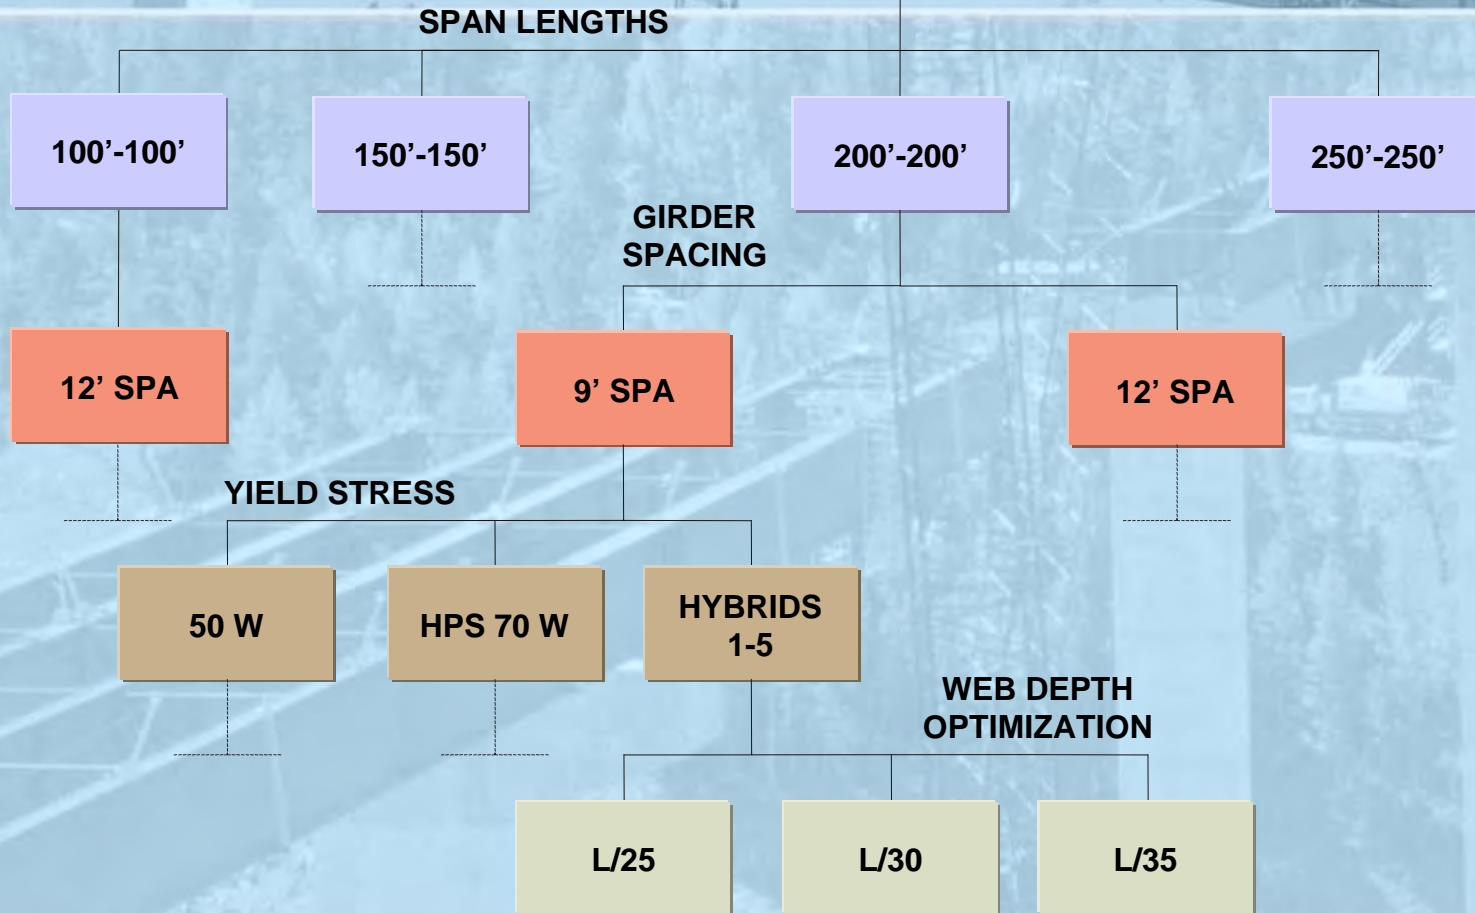 SPAN LENGTHS
100’-100’
150’-150’
200’-200’
250’-250’
GIRDER
SPACING
12’ SPA
9’ SPA
12’ SPA
YIELD STRESS
50 W
HPS 70 W
HYBRIDS
1-5
WEB DEPTH
OPTIMIZATION
L/25
L/30
L/35